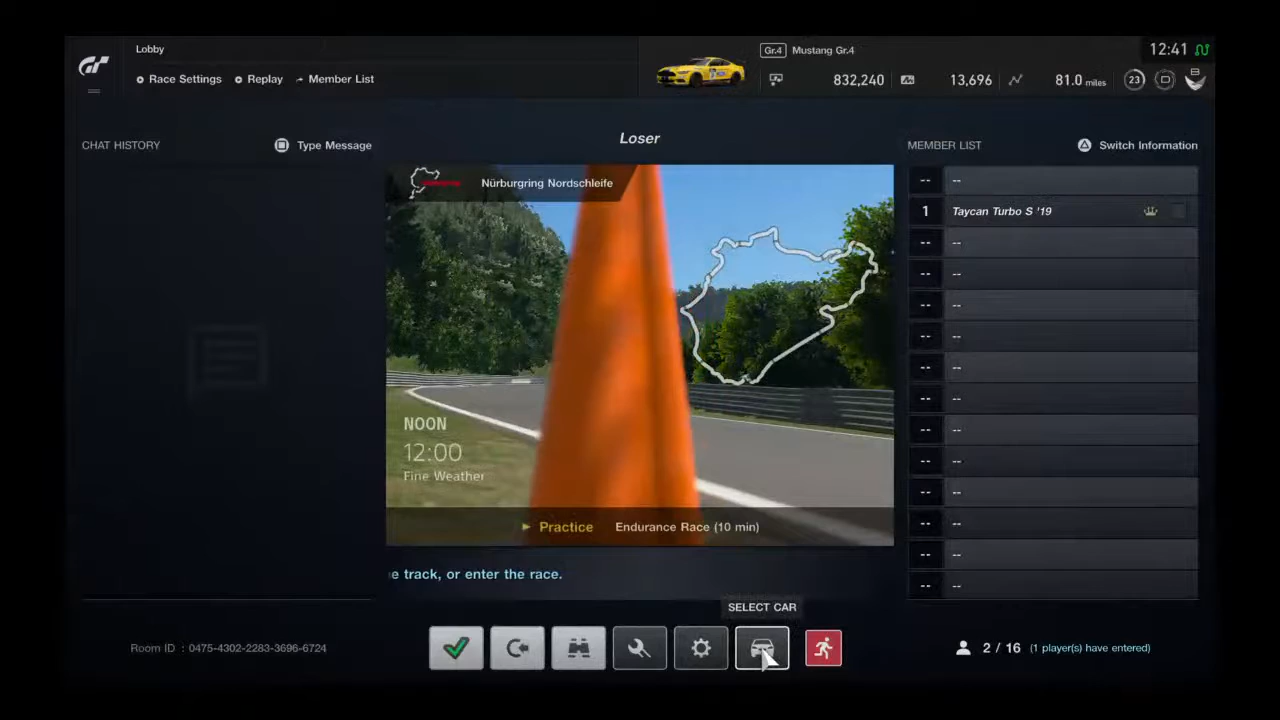 Lobby
Race Settings
Replay
Member List
Gr.4
Mustang Gr.4
12:41
832,240
13,696
81.0 miles
23
CHAT HISTORY
Type Message
Loser
MEMBER LIST
Switch Information
Nürburgring Nordschleife
-- --
1 Taycan Turbo S '19
-- --
-- --
-- --
-- --
-- --
-- --
-- --
-- --
-- --
-- --
-- --
-- --
NOON
12:00
Fine Weather
Practice Endurance Race (10 min)
e track, or enter the race.
SELECT CAR
Room ID : 0475-4302-2283-3696-6724
2 / 16 (1 player(s) have entered)